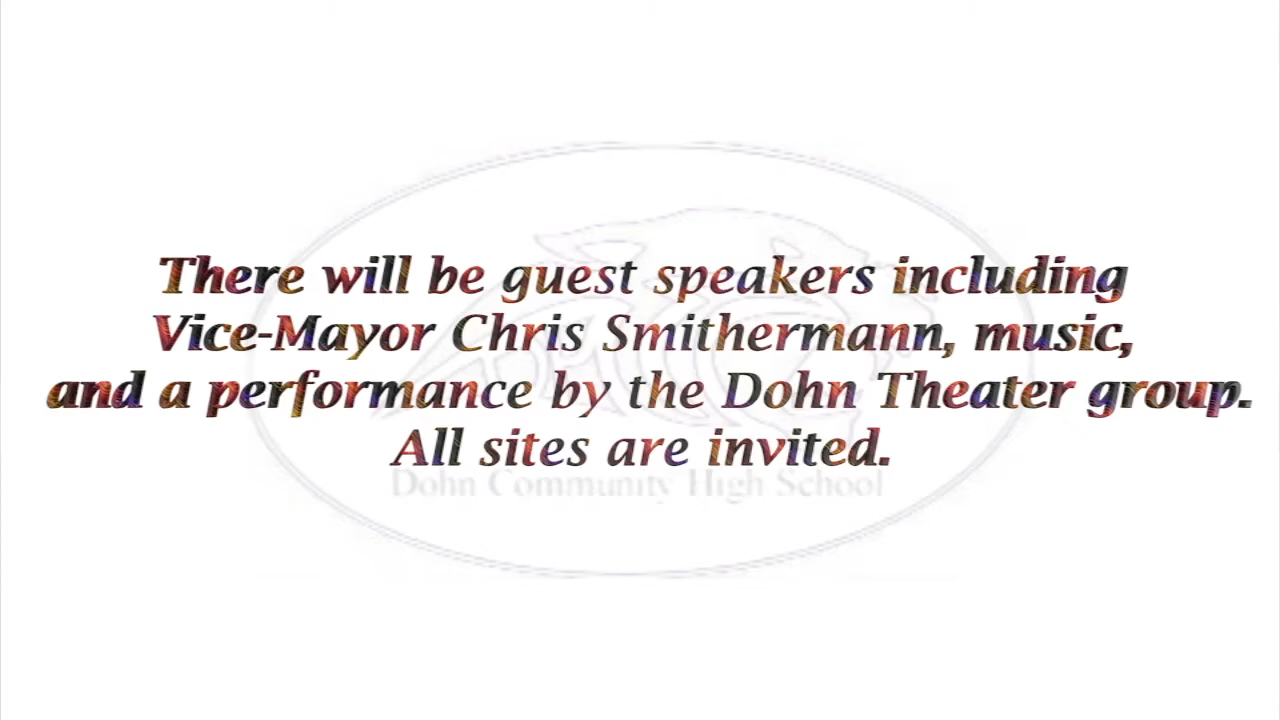 There will be guest speakers including
Vice-Mayor Chris Smithermann, music,
and a performance by the Dohn Theater group.
All sites are invited.
Dohn Community High School